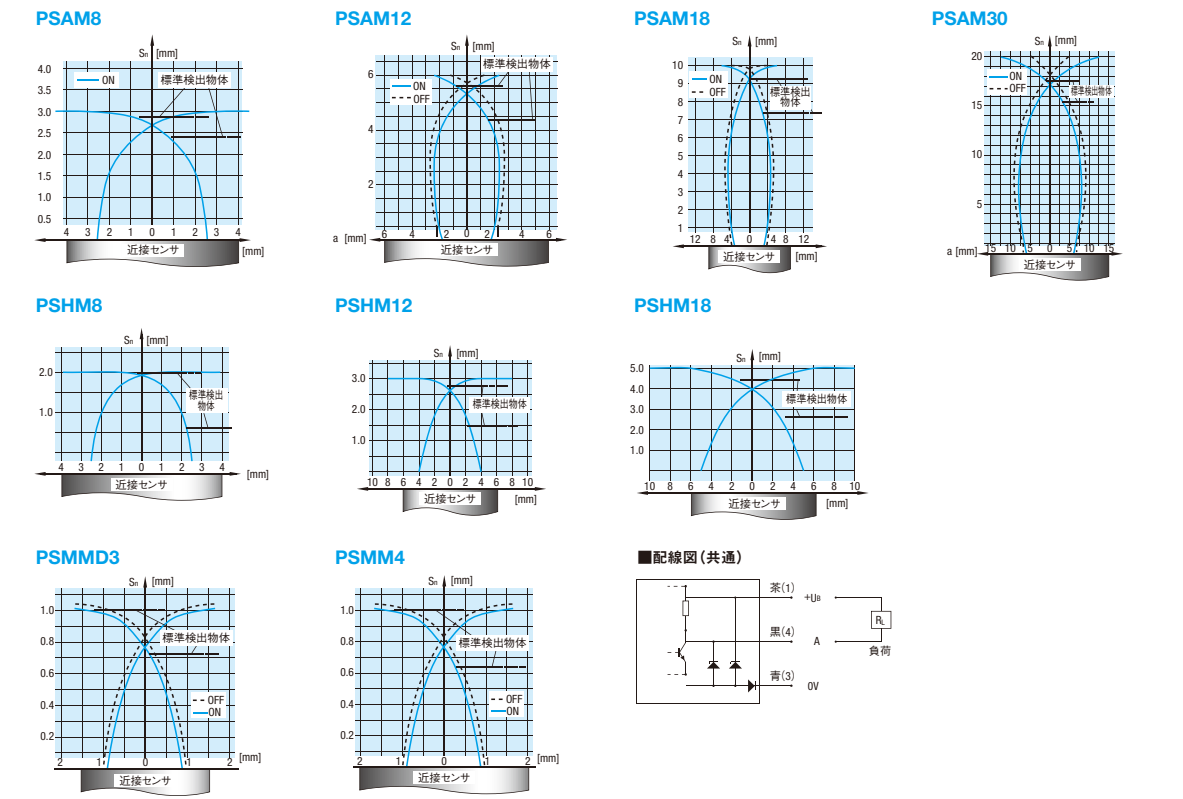 PSAM8
Sn [mm]
ON
標準検出物体
4.0
3.5
3.0
2.5
2.0
1.5
1.0
0.5
4 3 2 1 0 1 2 3 4
[mm]
近接センサ
PSAM12
Sn [mm]
標準検出物体
ON
OFF
6
4
2
a [mm] 6 4 2 0 2 4 6
近接センサ
PSAM18
Sn [mm]
ON
OFF
標準検出
物体
10
9
8
7
6
5
4
3
2
1
12 8 4 0 4 8 12
[mm]
近接センサ
PSAM30
Sn [mm]
ON
OFF
標準検出物体
20
15
10
5
a [mm] 15 10 5 0 5 10 15
近接センサ
PSHM8
Sn [mm]
2.0
1.0
標準検出
物体
4 3 2 1 0 1 2 3 4
[mm]
近接センサ
PSHM12
Sn [mm]
3.0
2.0
1.0
標準検出物体
10 8 6 4 2 0 2 4 6 8 10
[mm]
近接センサ
PSHM18
Sn [mm]
5.0
4.0
3.0
2.0
1.0
標準検出物体
10 8 6 4 2 0 2 4 6 8 10
[mm]
近接センサ
PSMMD3
Sn [mm]
1.0
0.8
0.6
0.4
0.2
標準検出物体
OFF
ON
2 1 0 1 2
[mm]
近接センサ
PSMM4
Sn [mm]
1.0
0.8
0.6
0.4
0.2
標準検出物体
OFF
ON
2 1 0 1 2
[mm]
近接センサ
■配線図(共通)
茶(1)
+UB
RL
黒(4)
A
負荷
青(3)
0V